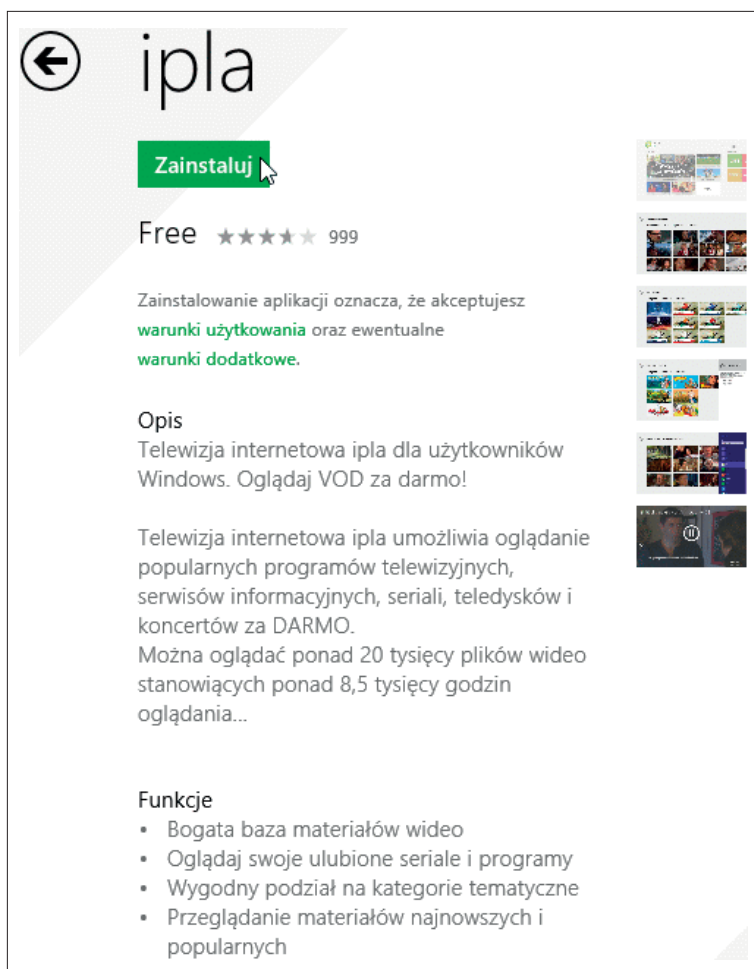 ipla
Zainstaluj
Free 999
Zainstalowanie aplikacji oznacza, że akceptujesz
warunki użytkowania oraz ewentualne
warunki dodatkowe.
Opis
Telewizja internetowa ipla dla użytkowników
Windows. Oglądaj VOD za darmo!
Telewizja internetowa ipla umożliwia oglądanie
popularnych programów telewizyjnych,
serwisów informacyjnych, seriali, teledysków i
koncertów za DARMO.
Można oglądać ponad 20 tysięcy plików wideo
stanowiących ponad 8,5 tysięcy godzin
oglądania...
Funkcje
• Bogata baza materiałów wideo
• Oglądaj swoje ulubione seriale i programy
• Wygodny podział na kategorie tematyczne
• Przeglądanie materiałów najnowszych i
popularnych